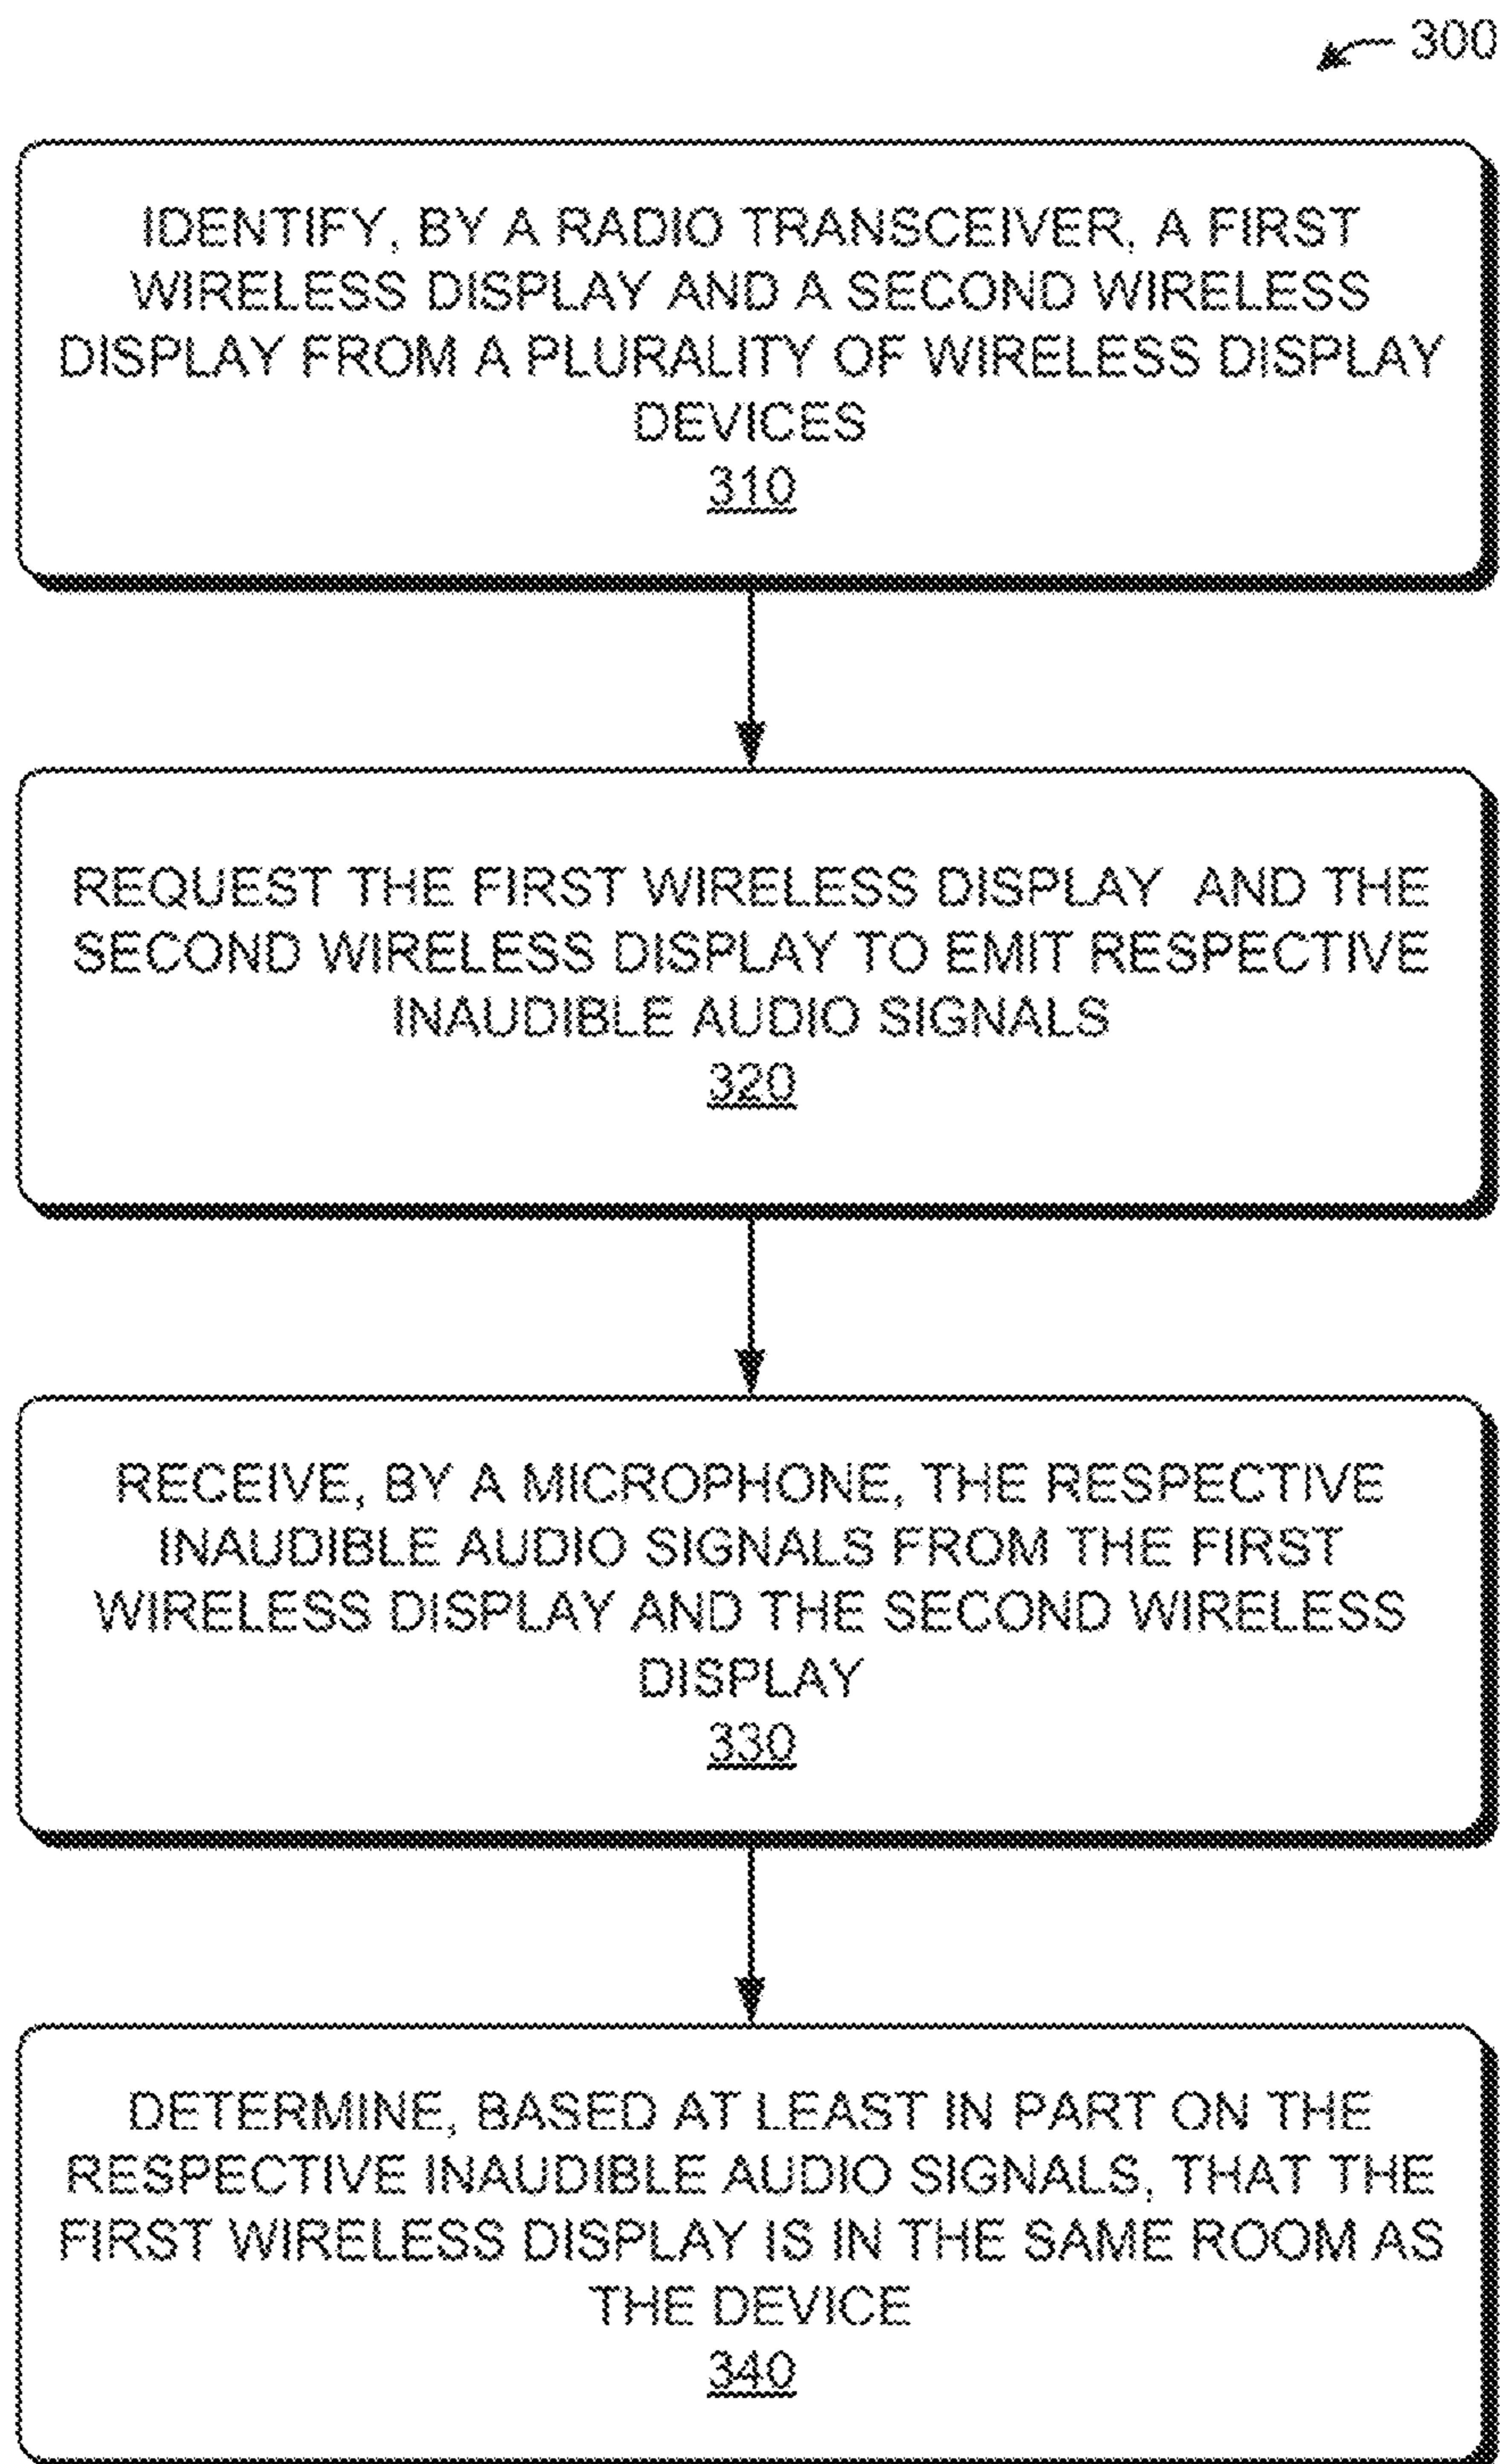 300
IDENTIFY, BY A RADIO TRANSCEIVER, A FIRST
WIRELESS DISPLAY AND A SECOND WIRELESS
DISPLAY FROM A PLURALITY OF WIRELESS DISPLAY
DEVICES
310
REQUEST THE FIRST WIRELESS DISPLAY AND THE
SECOND WIRELESS DISPLAY TO EMIT RESPECTIVE
INAUDIBLE AUDIO SIGNALS
320
RECEIVE, BY A MICROPHONE, THE RESPECTIVE
INAUDIBLE AUDIO SIGNALS FROM THE FIRST
WIRELESS DISPLAY AND THE SECOND WIRELESS
DISPLAY
330
DETERMINE, BASED AT LEAST IN PART ON THE
RESPECTIVE INAUDIBLE AUDIO SIGNALS, THAT THE
FIRST WIRELESS DISPLAY IS IN THE SAME ROOM AS
THE DEVICE
340